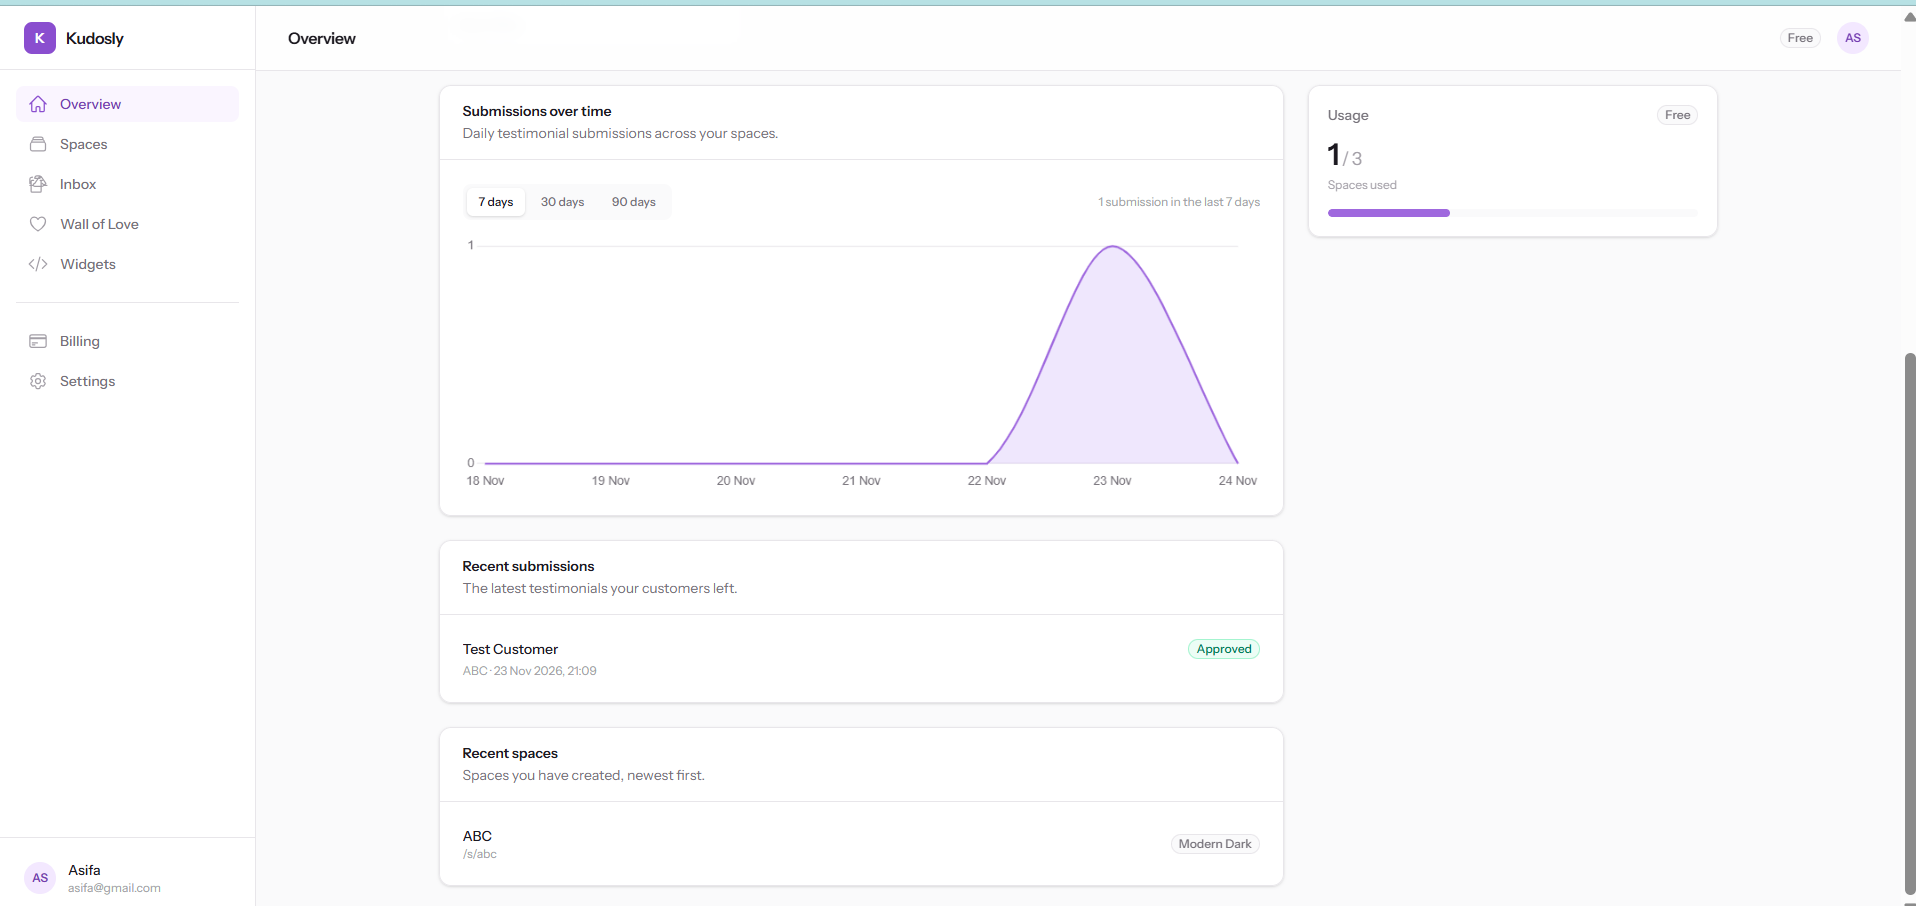 K Kudosly
Overview
Spaces
Inbox
Wall of Love
Widgets
Billing
Settings
AS Asifa
asifa@gmail.com
Overview
Free AS
Submissions over time
Daily testimonial submissions across your spaces.
7 days 30 days 90 days 1 submission in the last 7 days
1
0
18 Nov 19 Nov 20 Nov 21 Nov 22 Nov 23 Nov 24 Nov
Recent submissions
The latest testimonials your customers left.
Test Customer Approved
ABC · 23 Nov 2026, 21:09
Recent spaces
Spaces you have created, newest first.
ABC Modern Dark
/s/abc
Usage Free
1 / 3
Spaces used